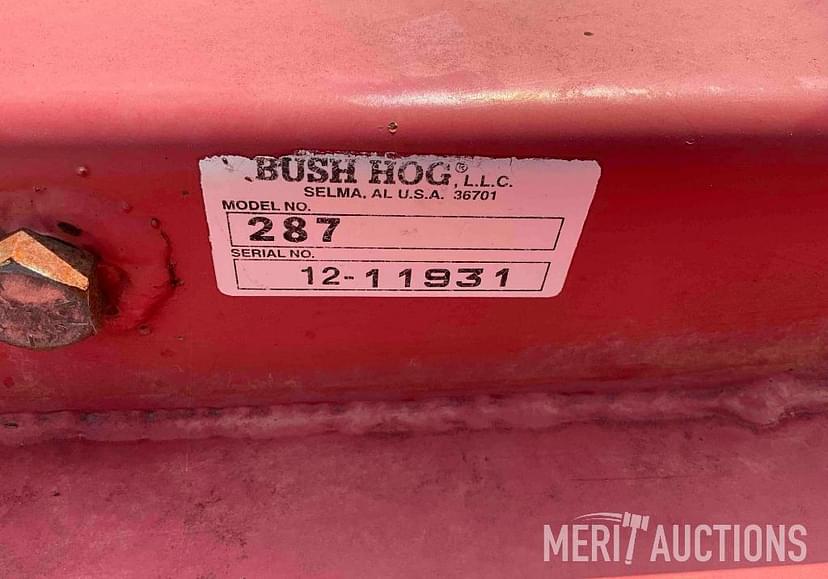 BUSH HOG®, L.L.C.
SELMA, AL U.S.A. 36701
MODEL NO.
287
SERIAL NO.
12-11931
MERIT AUCTIONS